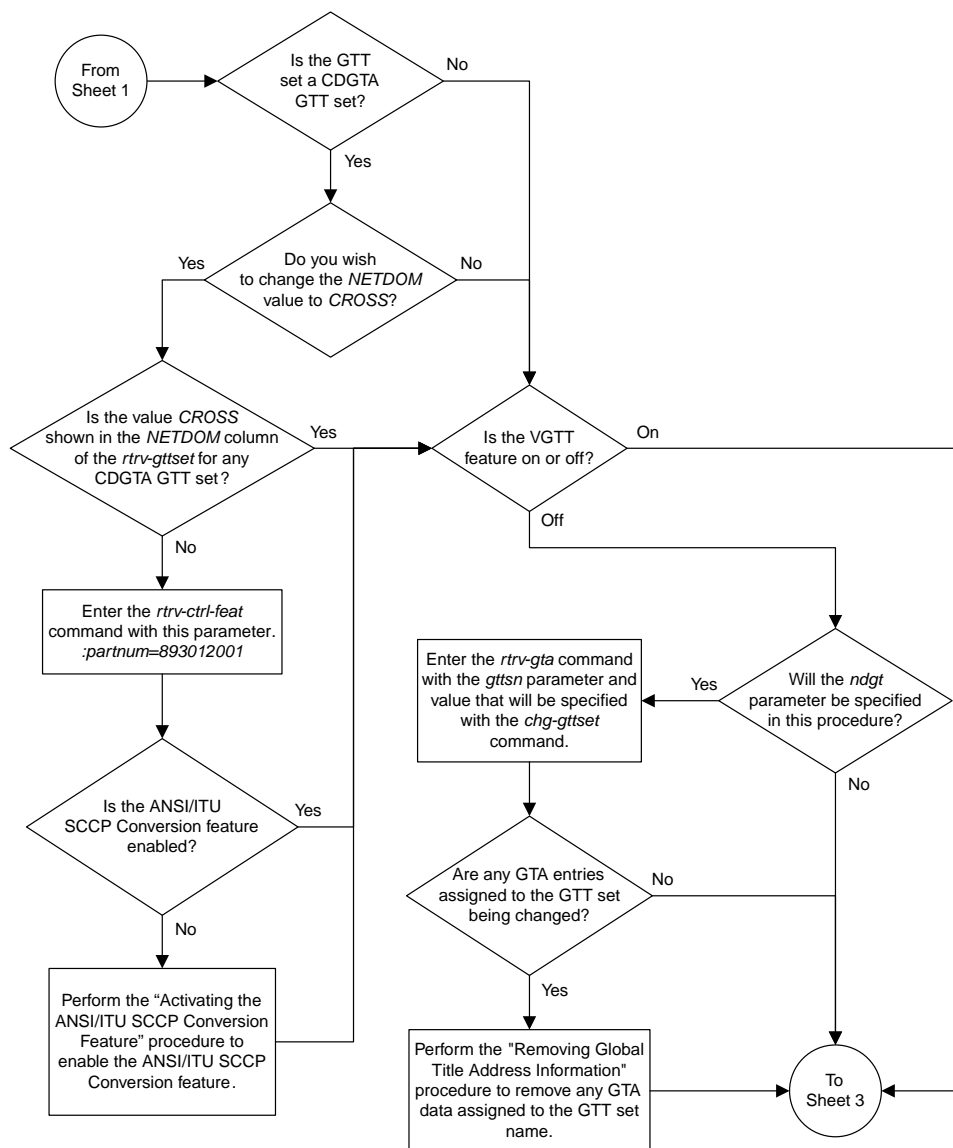 From
Sheet 1
Is the GTT
set a CDGTA
GTT set?
No
Yes
Do you wish
to change the NETDOM
value to CROSS?
Yes
No
Is the value CROSS
shown in the NETDOM column
of the rtrv-gttset for any
CDGTA GTT set?
Yes
No
Is the VGTT
feature on or off?
On
Off
Enter the rtrv-ctrl-feat
command with this parameter.
:partnum=893012001
Enter the rtrv-gta command
with the gttsn parameter and
value that will be specified
with the chg-gttset
command.
Yes
Will the ndgt
parameter be specified
in this procedure?
No
Is the ANSI/ITU
SCCP Conversion feature
enabled?
Yes
No
Are any GTA entries
assigned to the GTT set
being changed?
No
Yes
Perform the “Activating the
ANSI/ITU SCCP Conversion
Feature” procedure to
enable the ANSI/ITU SCCP
Conversion feature.
Perform the "Removing Global
Title Address Information"
procedure to remove any GTA
data assigned to the GTT set
name.
To
Sheet 3